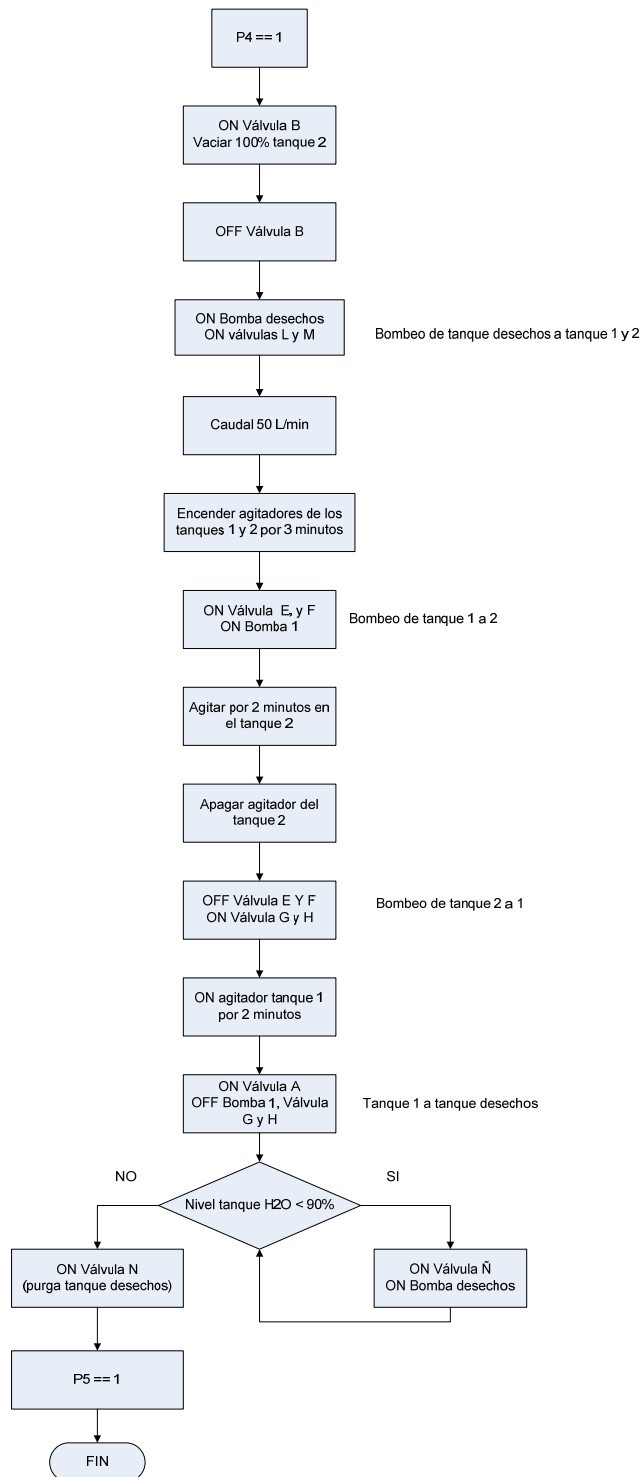 P4 == 1
ON Válvula B
Vaciar 100% tanque 2
OFF Válvula B
ON Bomba desechos
ON válvulas L y M
Bombeo de tanque desechos a tanque 1 y 2
Caudal 50 L/min
Encender agitadores de los
tanques 1 y 2 por 3 minutos
ON Válvula E, y F
ON Bomba 1
Bombeo de tanque 1 a 2
Agitar por 2 minutos en
el tanque 2
Apagar agitador del
tanque 2
OFF Válvula E Y F
ON Válvula G y H
Bombeo de tanque 2 a 1
ON agitador tanque 1
por 2 minutos
ON Válvula A
OFF Bomba 1, Válvula
G y H
Tanque 1 a tanque desechos
NO
SI
Nivel tanque H2O < 90%
ON Válvula N
(purga tanque desechos)
ON Válvula Ñ
ON Bomba desechos
P5 == 1
FIN